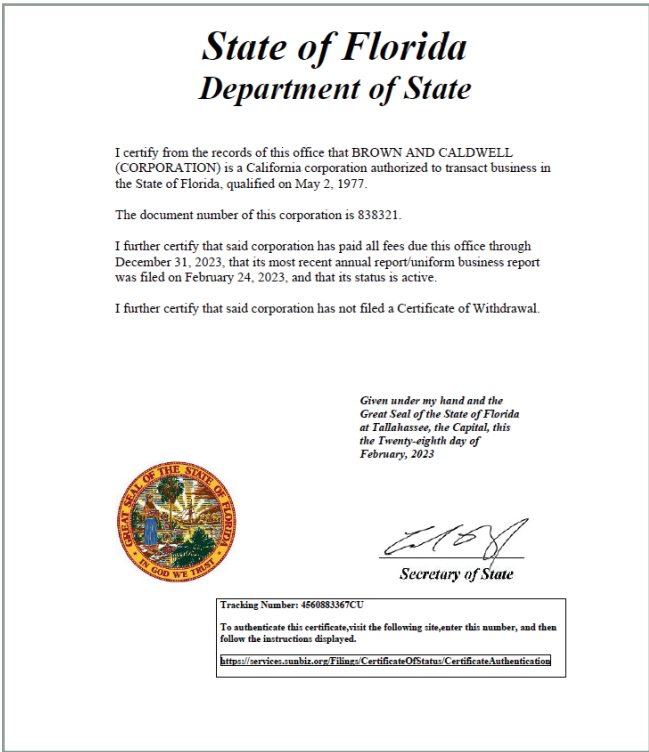 State of Florida
Department of State
I certify from the records of this office that BROWN AND CALDWELL
(CORPORATION) is a California corporation authorized to transact business in
the State of Florida, qualified on May 2, 1977.
The document number of this corporation is 838321.
I further certify that said corporation has paid all fees due this office through
December 31, 2023, that its most recent annual report/uniform business report
was filed on February 24, 2023, and that its status is active.
I further certify that said corporation has not filed a Certificate of Withdrawal.
Given under my hand and the
Great Seal of the State of Florida
at Tallahassee, the Capital, this
the Twenty-eighth day of
February, 2023
GREAT SEAL OF THE STATE OF FLORIDA
IN GOD WE TRUST
Secretary of State
Tracking Number: 4560883367CU
To authenticate this certificate,visit the following site,enter this number, and then
follow the instructions displayed.
https://services.sunbiz.org/Filings/CertificateOfStatus/CertificateAuthentication